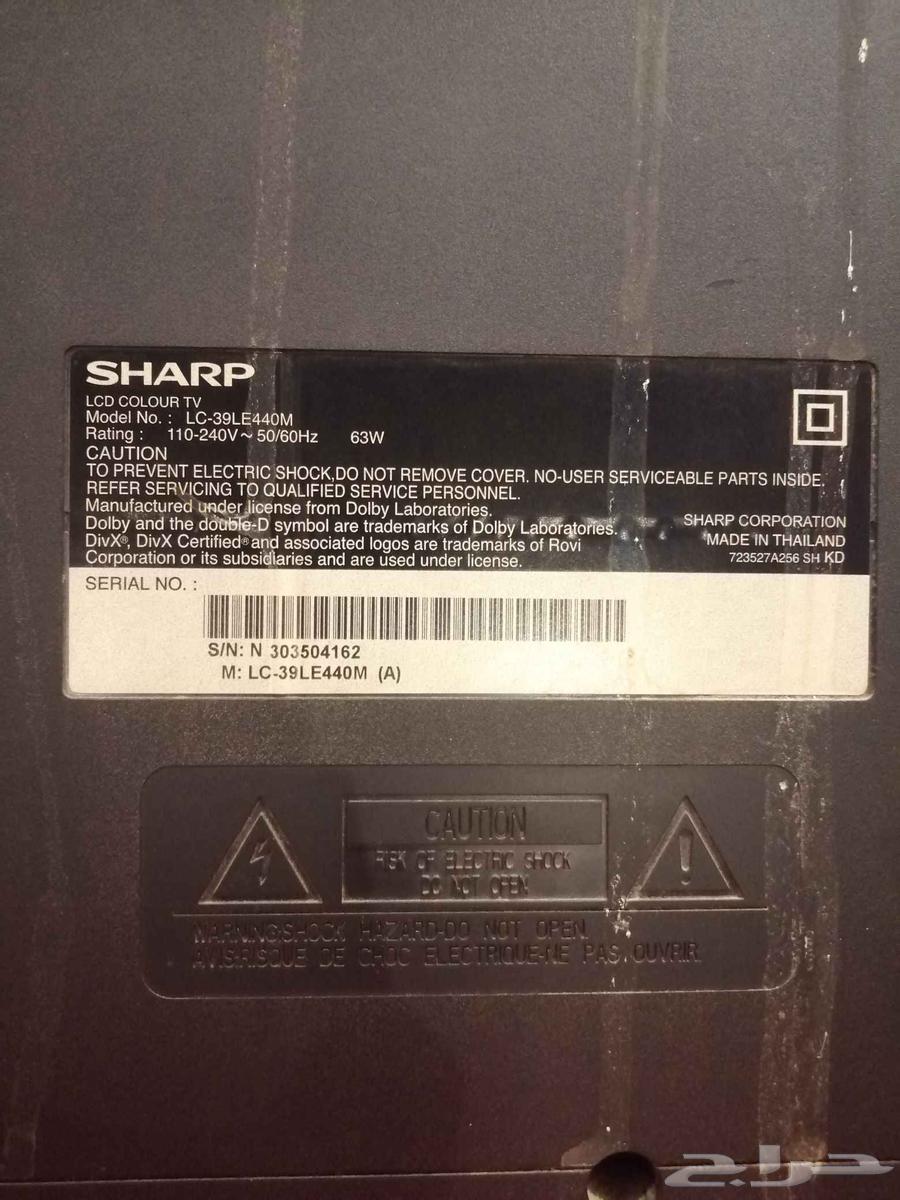 SHARP
LCD COLOUR TV
Model No. : LC-39LE440M
Rating : 110-240V~50/60Hz 63W
CAUTION
TO PREVENT ELECTRIC SHOCK,DO NOT REMOVE COVER. NO-USER SERVICEABLE PARTS INSIDE.
REFER SERVICING TO QUALIFIED SERVICE PERSONNEL.
Manufactured under license from Dolby Laboratories.
Dolby and the double-D symbol are trademarks of Dolby Laboratories.
DivX®, DivX Certified® and associated logos are trademarks of Rovi
Corporation or its subsidiaries and are used under license.
SHARP CORPORATION
MADE IN THAILAND
723527A256 SH KD
SERIAL NO. :
S/N: N 303504162
M: LC-39LE440M (A)
CAUTION
RISK OF ELECTRIC SHOCK
DO NOT OPEN
WARNING:SHOCK HAZARD-DO NOT OPEN
AVIS:RISQUE DE CHOC ELECTRIQUE-NE PAS OUVRIR
حراج